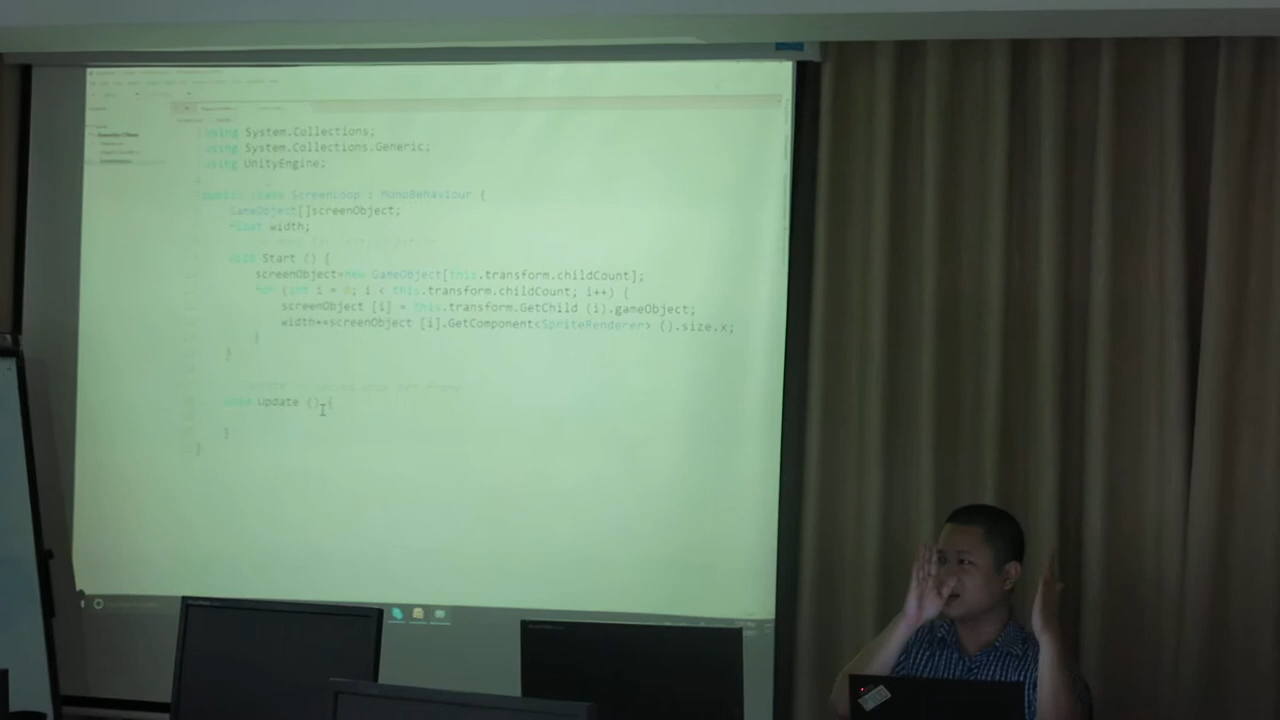 using System.Collections;
using System.Collections.Generic;
using UnityEngine;
public class ScreenLoop : MonoBehaviour {
GameObject[]screenObject;
float width;
void Start () {
screenObject=new GameObject[this.transform.childCount];
for (int i = 0; i < this.transform.childCount; i++) {
screenObject [i] = this.transform.GetChild (i).gameObject;
width+=screenObject [i].GetComponent<SpriteRenderer> ().size.x;
}
}
void Update () {
}
}